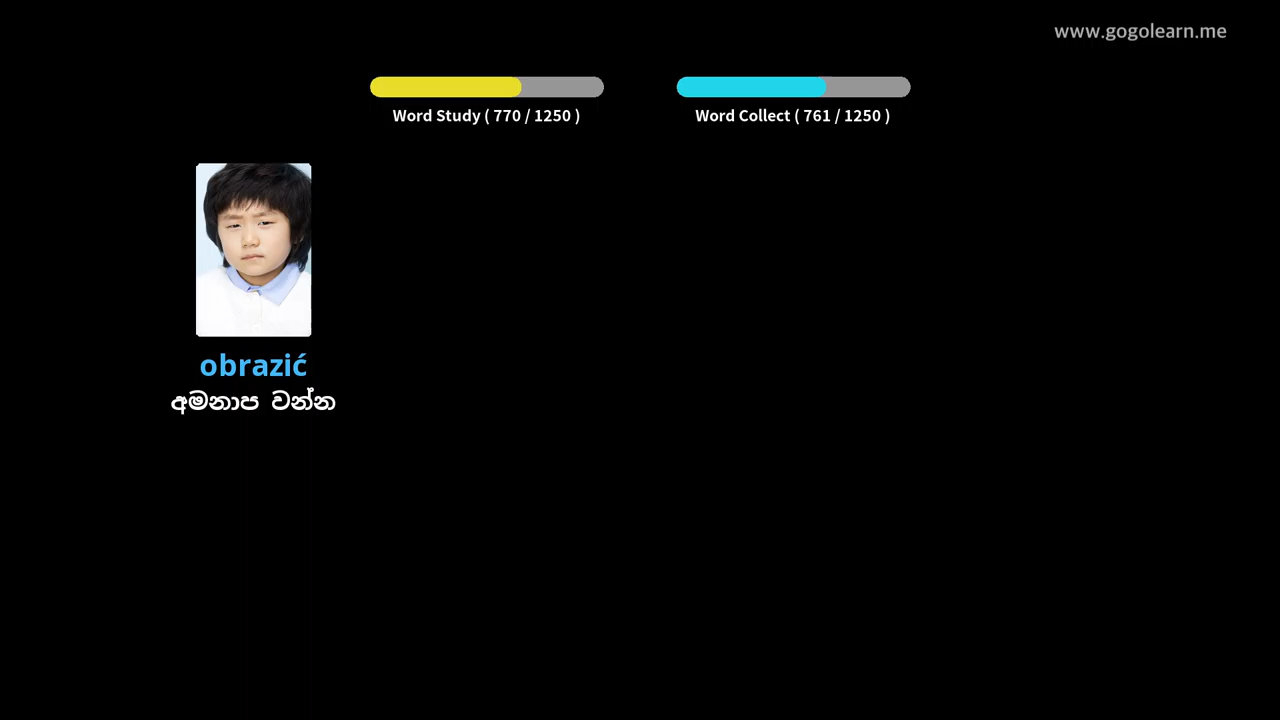 www.gogolearn.me
Word Study ( 770 / 1250 )
Word Collect ( 761 / 1250 )
obrazić
අමනාප වන්න